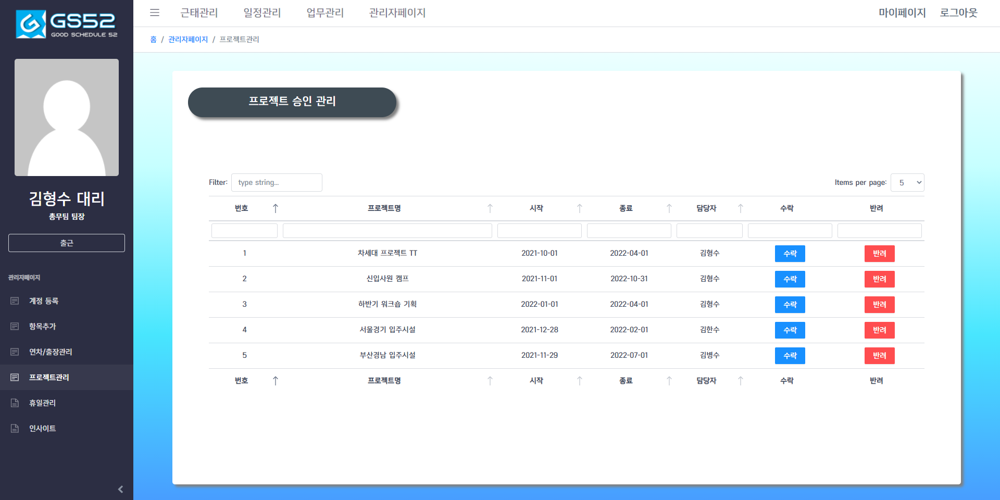 GS52
GOOD SCHEDULE 52
김형수 대리
총무팀 팀장
출근
관리자페이지
계정 등록
항목추가
연차/출장관리
프로젝트관리
휴일관리
인사이트
근태관리 일정관리 업무관리 관리자페이지 마이페이지 로그아웃
홈 / 관리자페이지 / 프로젝트관리
프로젝트 승인 관리
Filter: type string... Items per page: 5
번호 프로젝트명 시작 종료 담당자 수락 반려
1 차세대 프로젝트 TT 2021-10-01 2022-04-01 김형수 수락 반려
2 신입사원 캠프 2021-11-01 2022-10-31 김형수 수락 반려
3 하반기 워크숍 기획 2022-01-01 2022-04-01 김형수 수락 반려
4 서울경기 입주시설 2021-12-28 2022-02-01 김한수 수락 반려
5 부산경남 입주시설 2021-11-29 2022-07-01 김병수 수락 반려
번호 프로젝트명 시작 종료 담당자 수락 반려